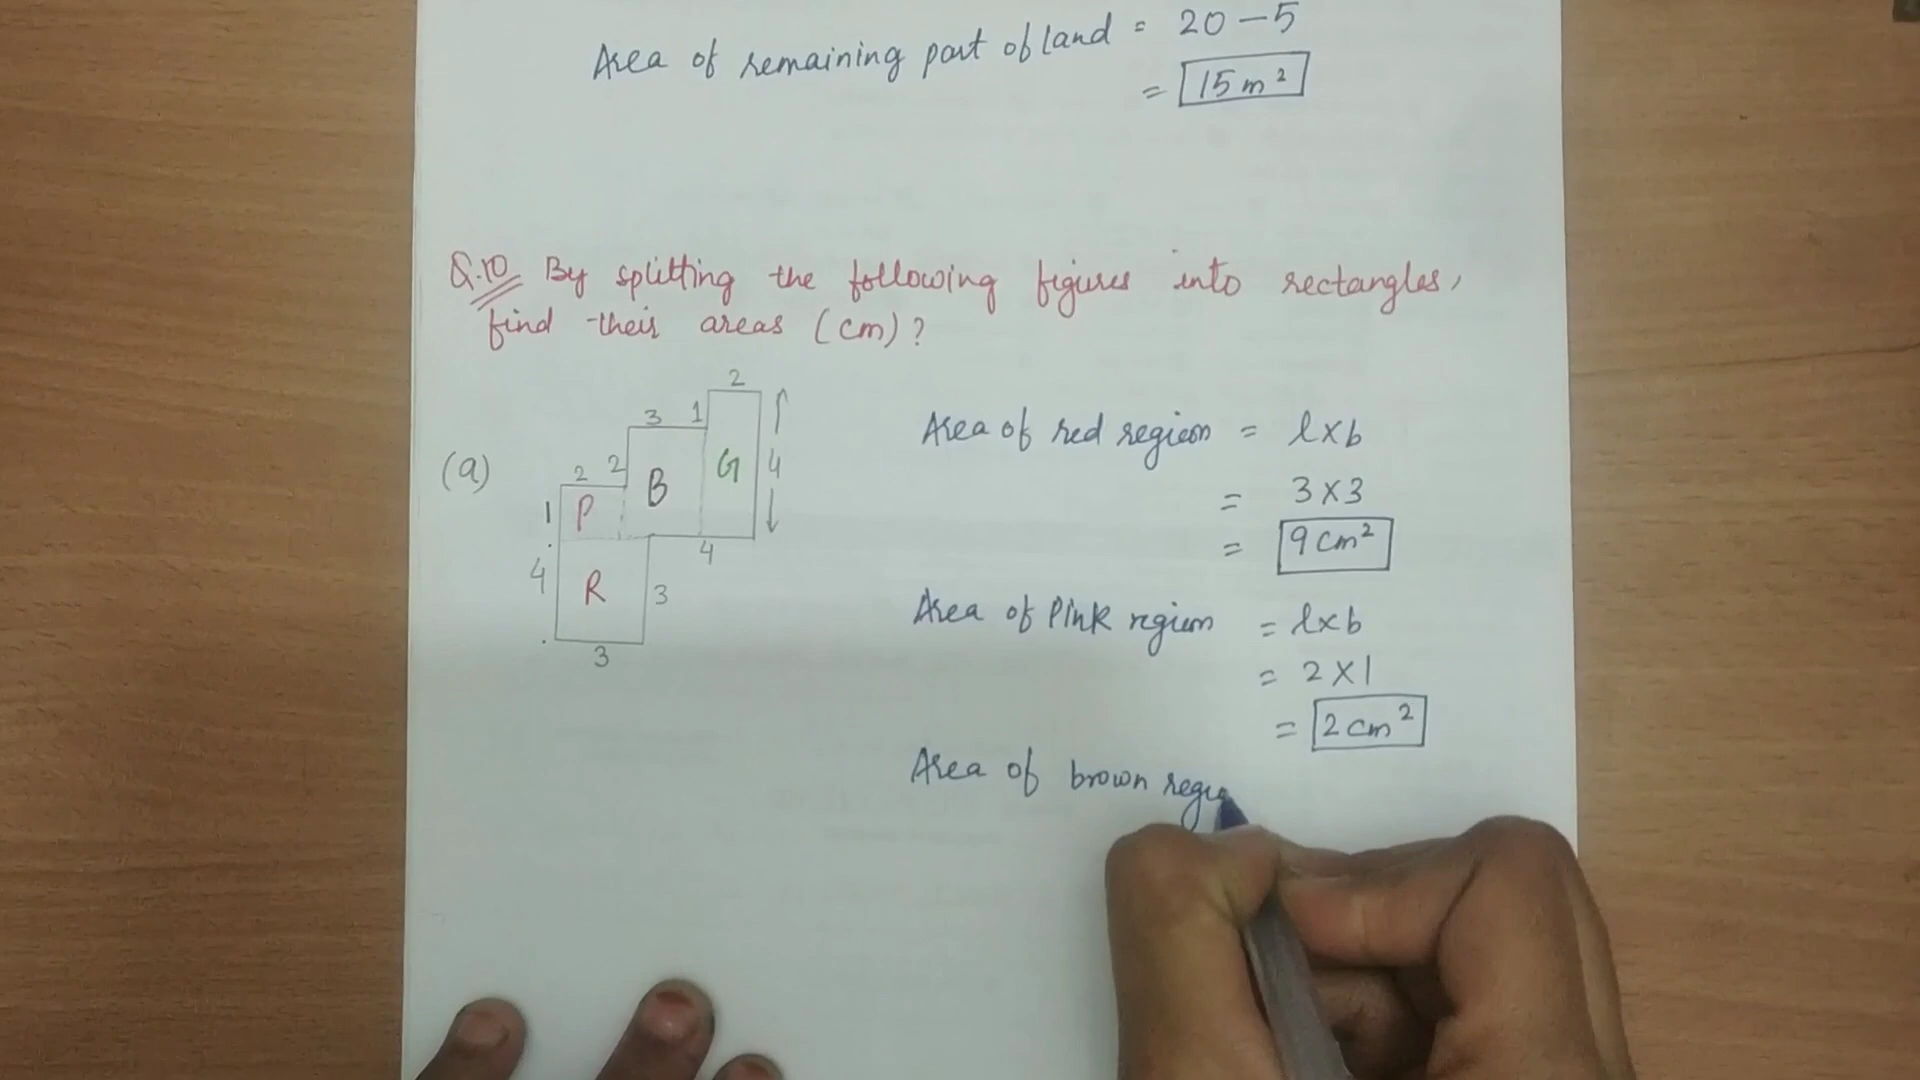 Area of remaining part of land = 20 - 5
= 15 m²
Q.10 By splitting the following figures into rectangles,
find their areas (cm) ?
(a)
2
3 1
2 2
B G 4
1 P
4
4 R 3
3
Area of red region = l×b
= 3×3
= 9 cm²
Area of Pink region = l×b
= 2×1
= 2 cm²
Area of brown regio